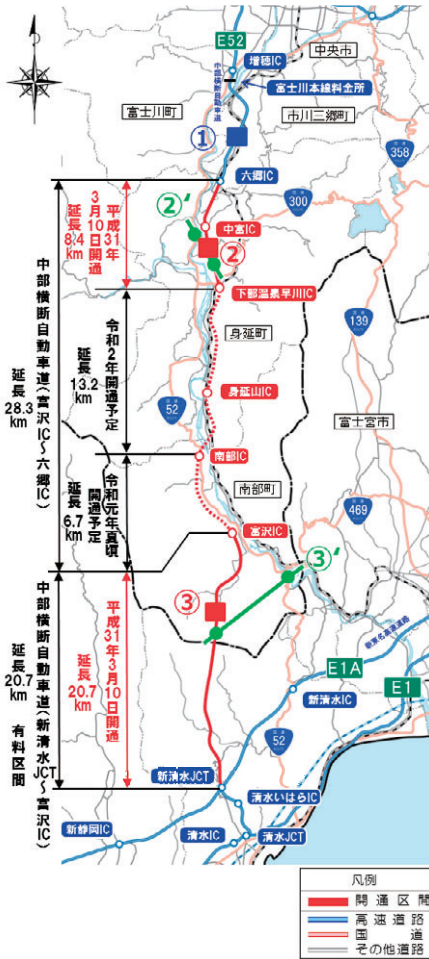 E52
中央市
増穂IC
中部横断自動車道
富士川本線料金所
富士川町
市川三郷町
①
358
六郷IC
300
②′
中富IC
②
下部温泉早川IC
平成31年
3月10日開通
延長8.4km
身延町
139
中部横断自動車道(富沢IC~六郷IC)
延長28.3km
令和2年開通予定
延長13.2km
身延山IC
52
富士宮市
南部IC
南部町
469
令和元年夏頃
開通予定
延長6.7km
富沢IC
③′
③
中部横断自動車道(新清水JCT~富沢IC)
延長20.7km 有料区間
平成31年3月10日開通
延長20.7km
新東名高速道路
E1A
E1
新清水IC
52
新清水JCT
清水いはらIC
新静岡IC
清水IC
清水JCT
凡例
開通区間
高速道路
国道
その他道路